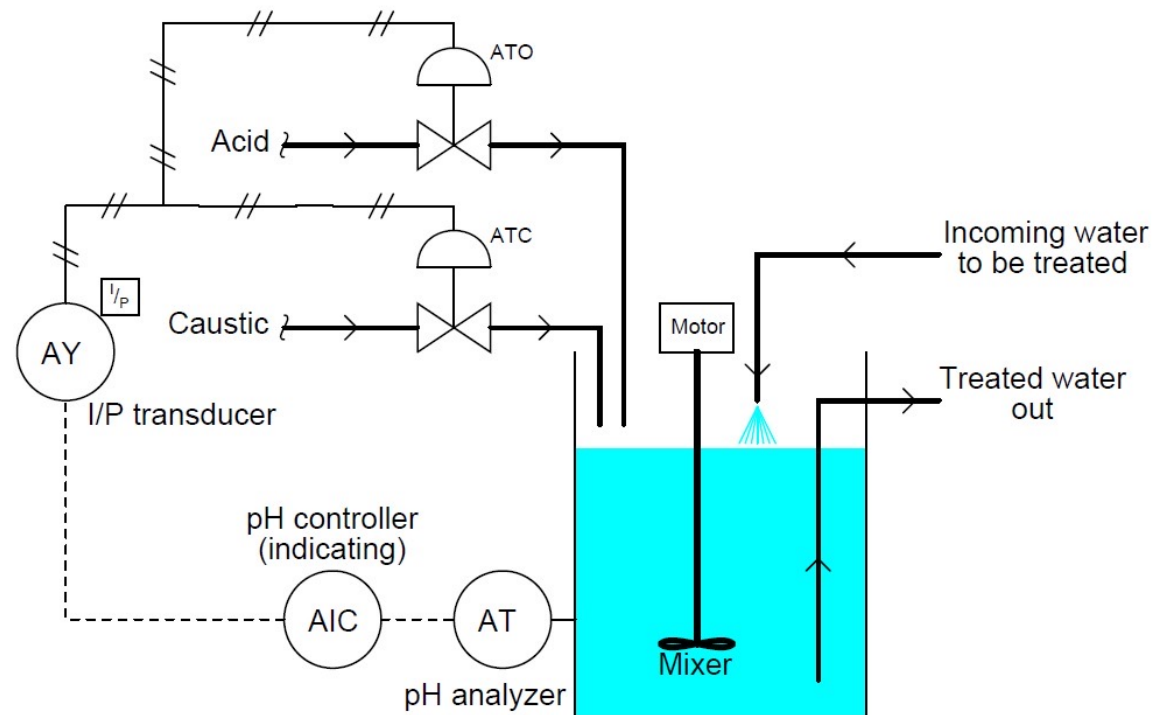 ATO
Acid
ATC
Incoming water
to be treated
I/P
Caustic
Motor
AY
Treated water
out
I/P transducer
pH controller
(indicating)
AIC
AT
Mixer
pH analyzer